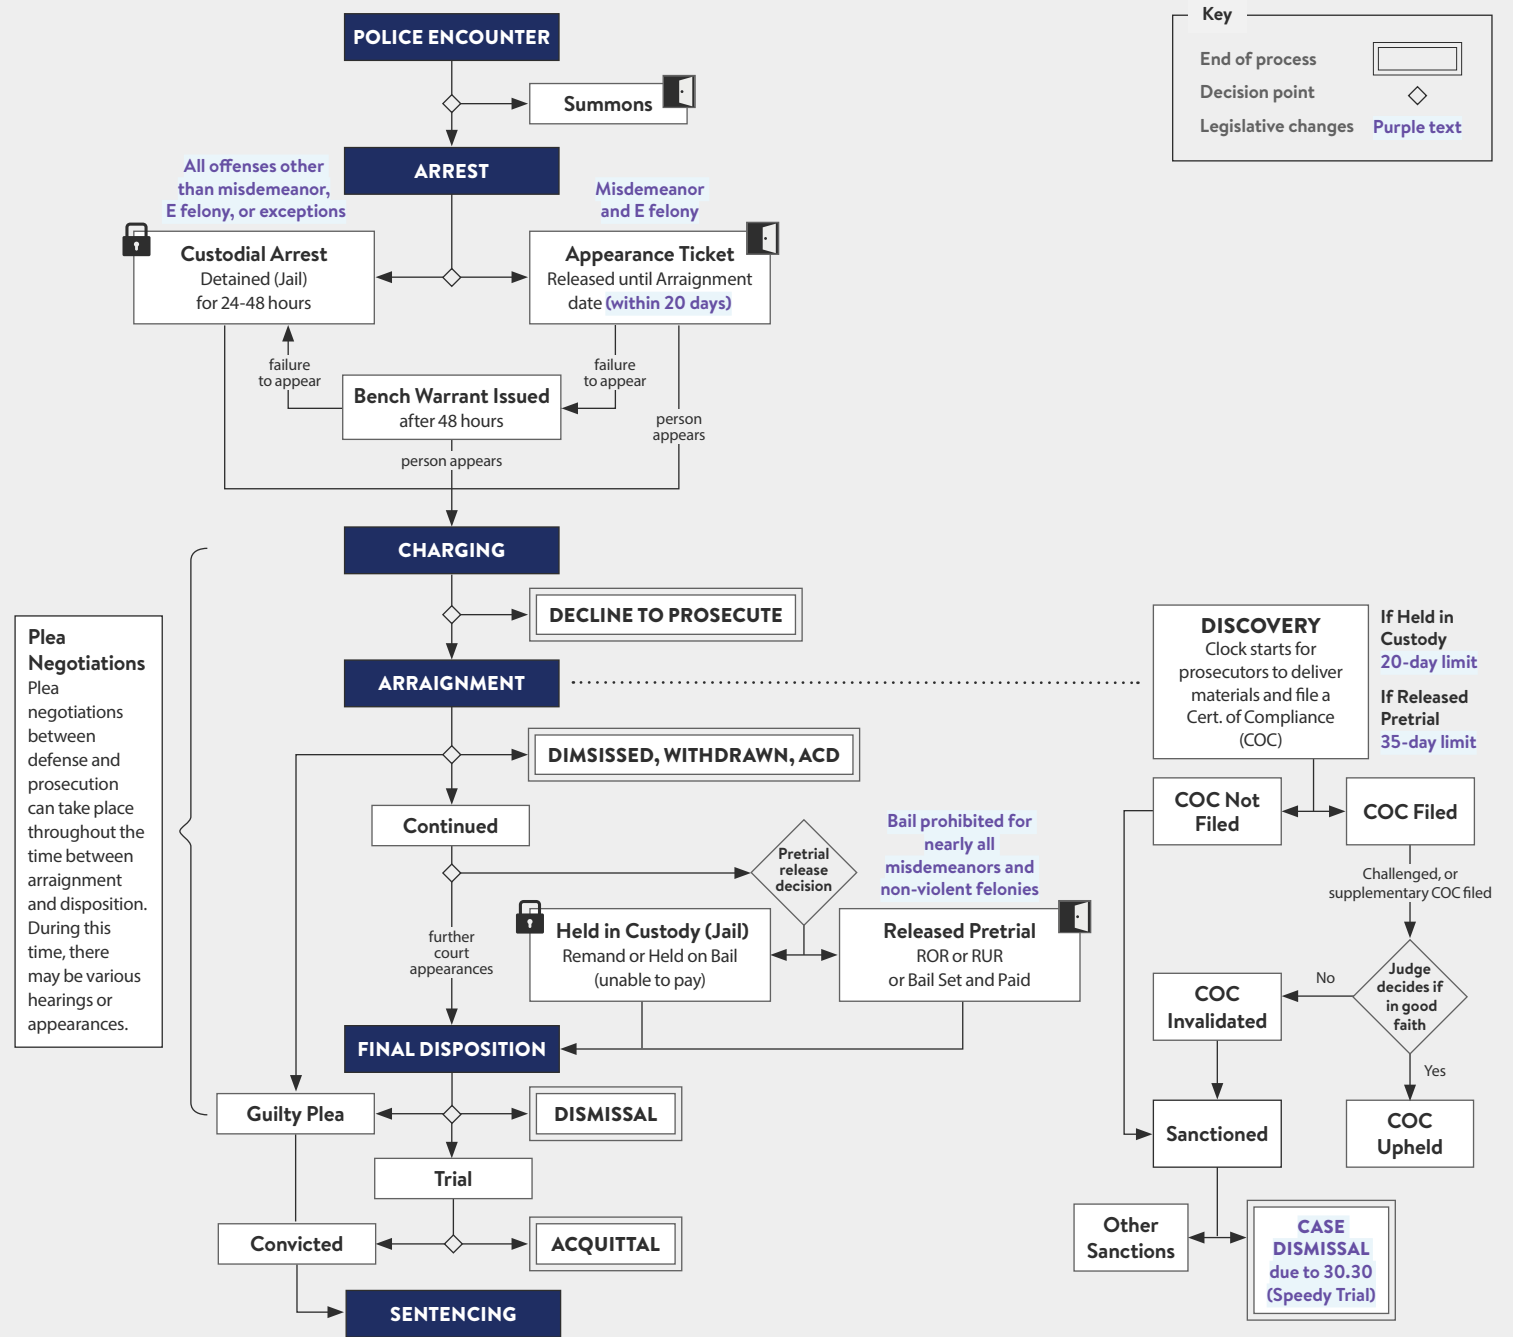 POLICE ENCOUNTER
Summons
Key
End of process
Decision point
Legislative changes Purple text
ARREST
All offenses other
than misdemeanor,
E felony, or exceptions
Misdemeanor
and E felony
Custodial Arrest
Detained (Jail)
for 24-48 hours
Appearance Ticket
Released until Arraignment
date (within 20 days)
failure
to appear
failure
to appear
Bench Warrant Issued
after 48 hours
person
appears
person appears
CHARGING
DECLINE TO PROSECUTE
ARRAIGNMENT
DIMSISSED, WITHDRAWN, ACD
Continued
Pretrial
release
decision
Bail prohibited for
nearly all
misdemeanors and
non-violent felonies
further
court
appearances
Held in Custody (Jail)
Remand or Held on Bail
(unable to pay)
Released Pretrial
ROR or RUR
or Bail Set and Paid
FINAL DISPOSITION
Guilty Plea
DISMISSAL
Trial
Convicted
ACQUITTAL
SENTENCING
Plea
Negotiations
Plea
negotiations
between
defense and
prosecution
can take place
throughout the
time between
arraignment
and disposition.
During this
time, there
may be various
hearings or
appearances.
DISCOVERY
Clock starts for
prosecutors to deliver
materials and file a
Cert. of Compliance
(COC)
If Held in
Custody
20-day limit
If Released
Pretrial
35-day limit
COC Not
Filed
COC Filed
Challenged, or
supplementary COC filed
Judge
decides if
in good
faith
No
Yes
COC
Invalidated
COC
Upheld
Sanctioned
Other
Sanctions
CASE
DISMISSAL
due to 30.30
(Speedy Trial)